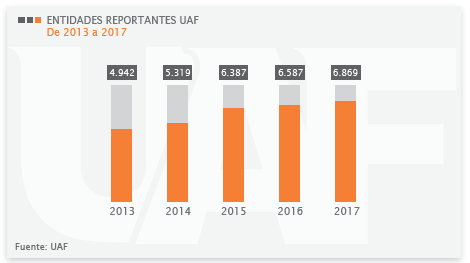 ENTIDADES REPORTANTES UAF
De 2013 a 2017
4.942 5.319 6.387 6.587 6.869
2013 2014 2015 2016 2017
Fuente: UAF
UAF